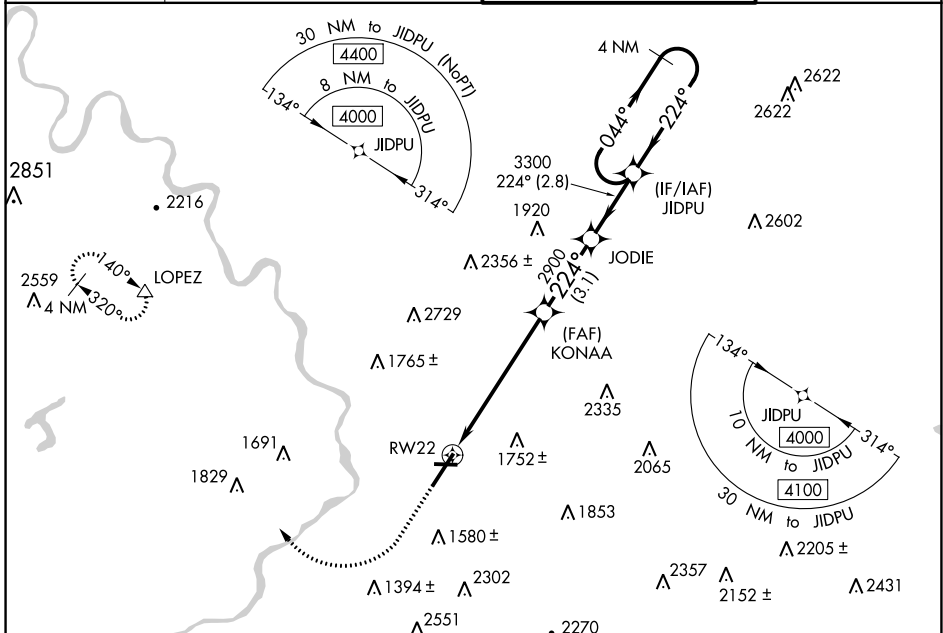 30 NM to JIDPU (NoPT)
4400
8 NM to JIDPU
4000
134°
JIDPU
314°
4 NM
044°
224°
2622
2622
3300
224° (2.8)
(IF/IAF)
JIDPU
2851
2216
1920
2602
2356 ±
JODIE
2559
140°
LOPEZ
4 NM
320°
2900
224°
(3.1)
2729
(FAF)
KONAA
1765 ±
134°
2335
JIDPU
4000
314°
10 NM to JIDPU
4100
30 NM to JIDPU
1691
RW22
1752 ±
2065
1829
1853
1580 ±
2205 ±
1394 ±
2302
2357
2152 ±
2431
2551
2270